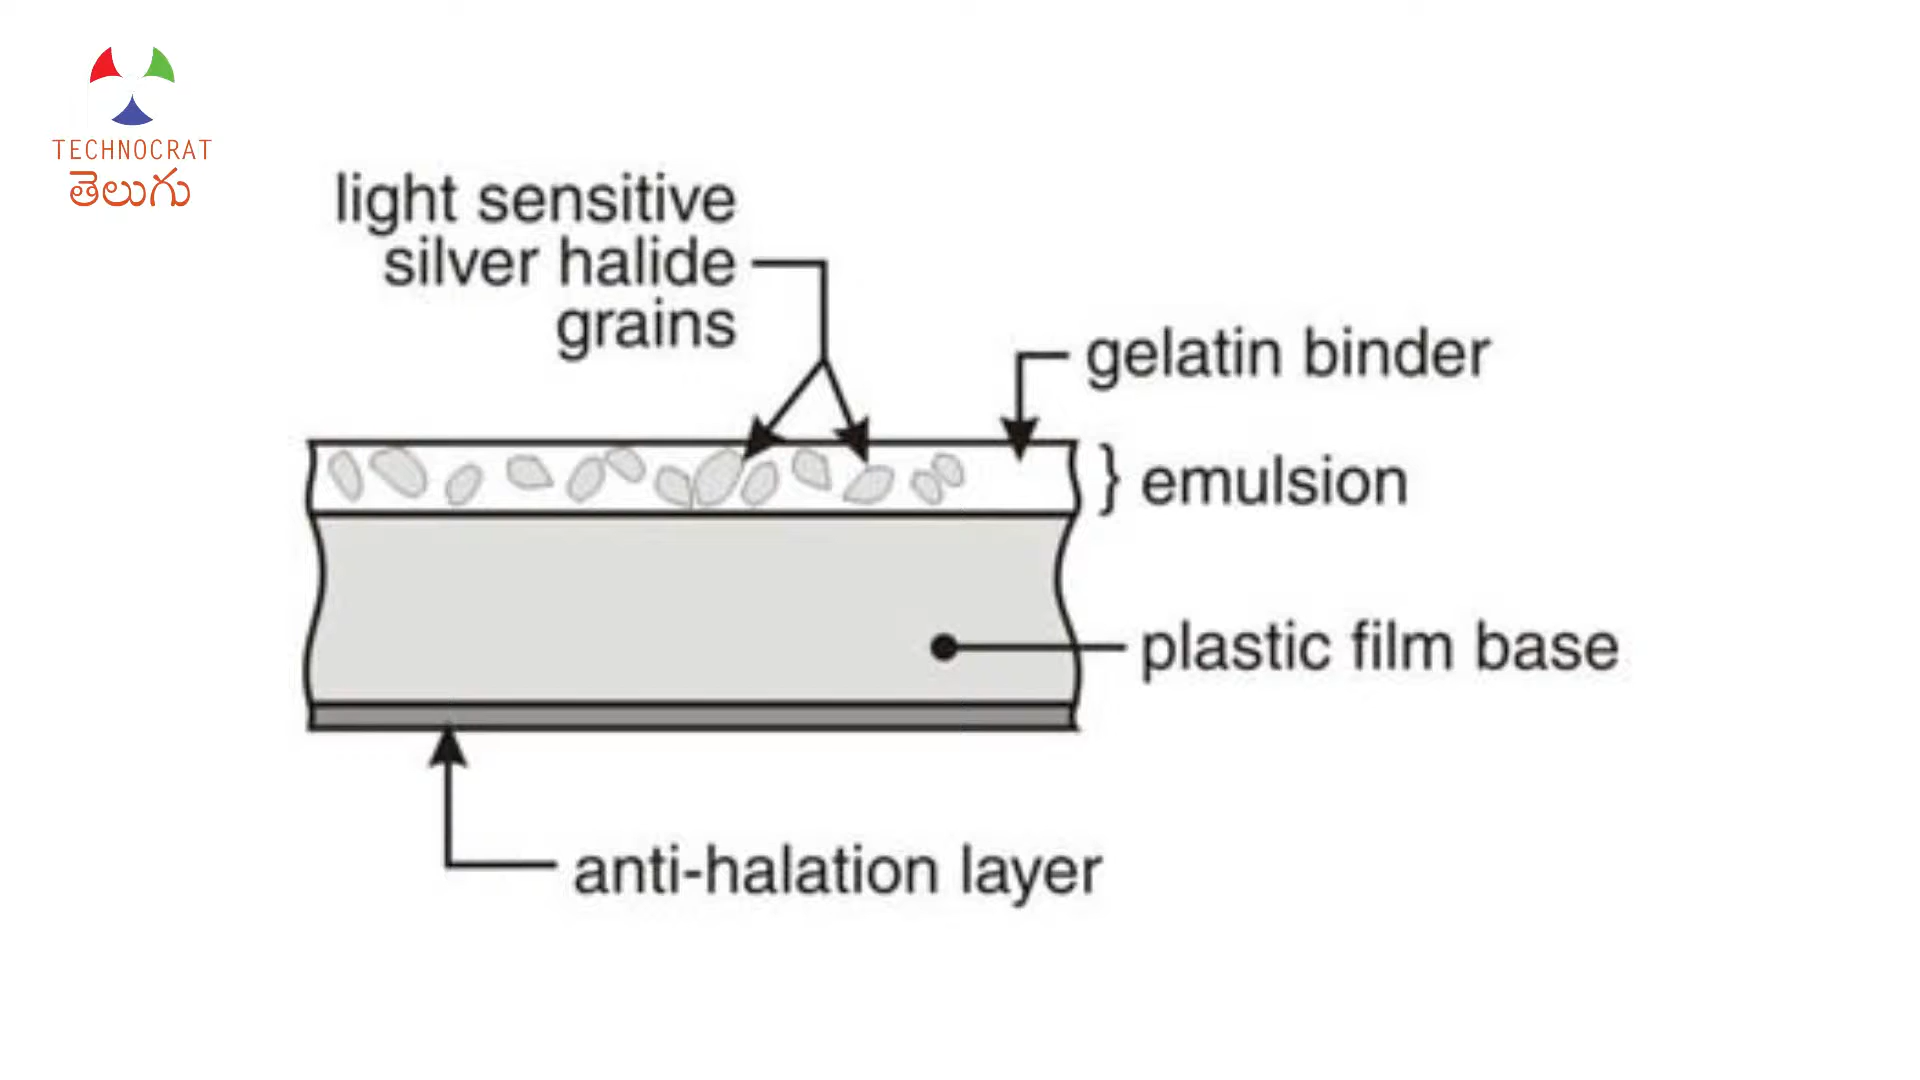 TECHNOCRAT
తెలుగు
light sensitive
silver halide
grains
gelatin binder
} emulsion
plastic film base
anti-halation layer